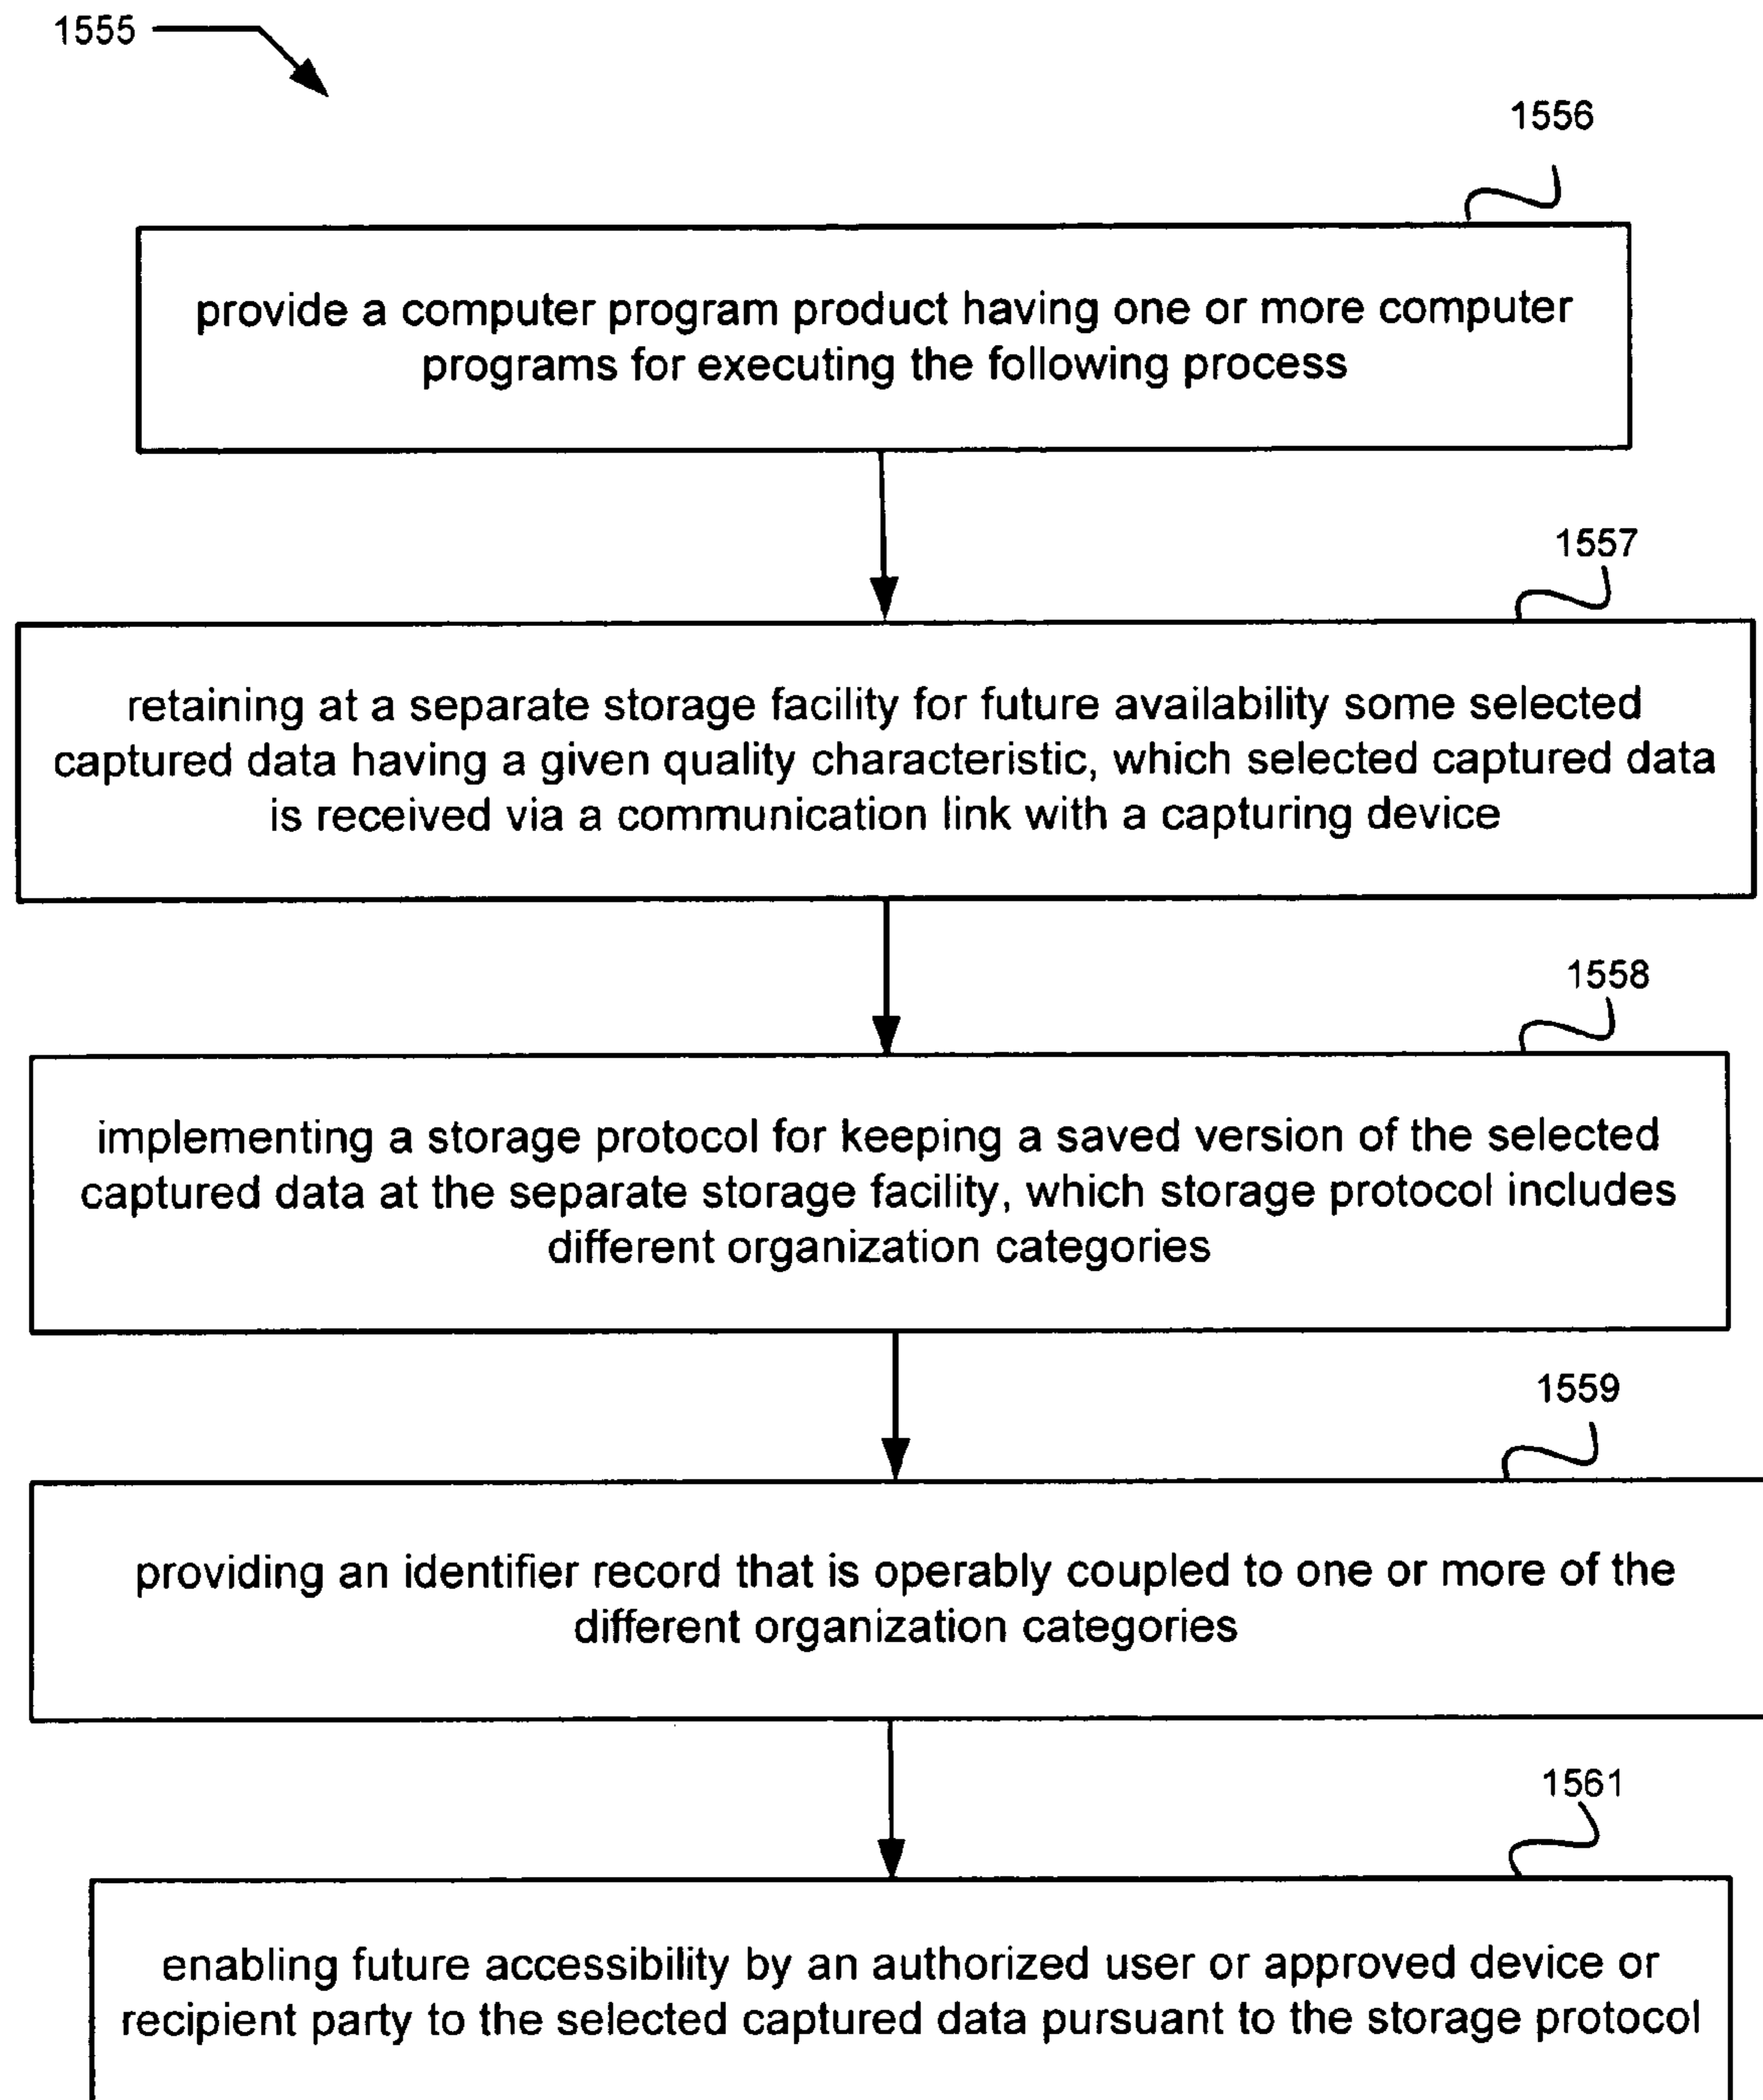 1555
1556
provide a computer program product having one or more computer
programs for executing the following process
1557
retaining at a separate storage facility for future availability some selected
captured data having a given quality characteristic, which selected captured data
is received via a communication link with a capturing device
1558
implementing a storage protocol for keeping a saved version of the selected
captured data at the separate storage facility, which storage protocol includes
different organization categories
1559
providing an identifier record that is operably coupled to one or more of the
different organization categories
1561
enabling future accessibility by an authorized user or approved device or
recipient party to the selected captured data pursuant to the storage protocol